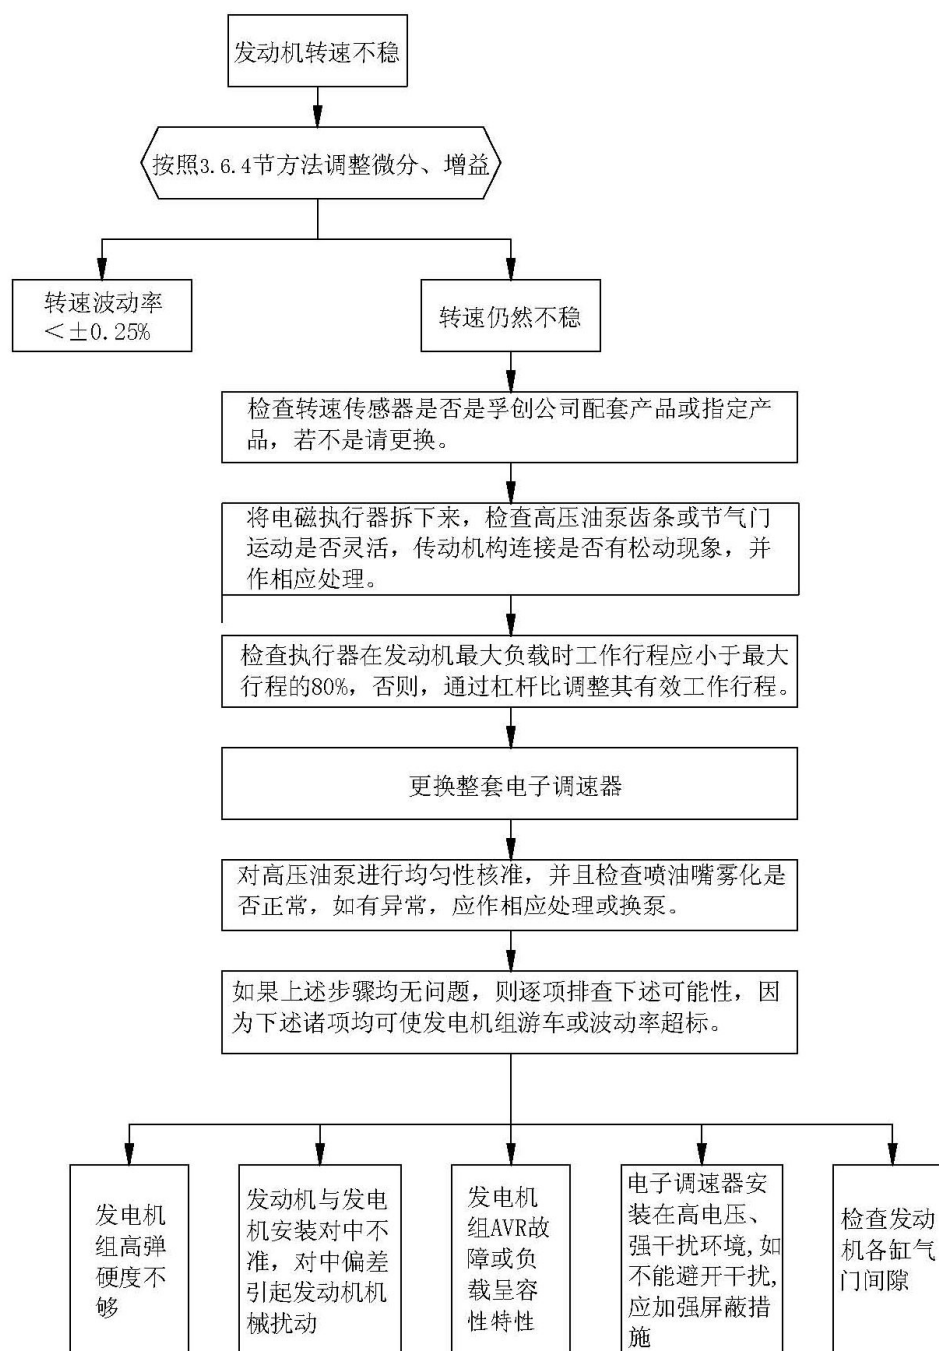 发动机转速不稳
按照3.6.4节方法调整微分、增益
转速波动率
＜±0.25%
转速仍然不稳
检查转速传感器是否是孚创公司配套产品或指定产
品，若不是请更换。
将电磁执行器拆下来，检查高压油泵齿条或节气门
运动是否灵活，传动机构连接是否有松动现象，并
作相应处理。
检查执行器在发动机最大负载时工作行程应小于最大
行程的80%，否则，通过杠杆比调整其有效工作行程。
更换整套电子调速器
对高压油泵进行均匀性核准，并且检查喷油嘴雾化是
否正常，如有异常，应作相应处理或换泵。
如果上述步骤均无问题，则逐项排查下述可能性，因
为下述诸项均可使发电机组游车或波动率超标。
发电机
组高弹
硬度不
够
发动机与发电
机安装对中不
准，对中偏差
引起发动机机
械扰动
发电机
组AVR故
障或负
载呈容
性特性
电子调速器安
装在高电压、
强干扰环境,如
不能避开干扰,
应加强屏蔽措
施
检查发动
机各缸气
门间隙